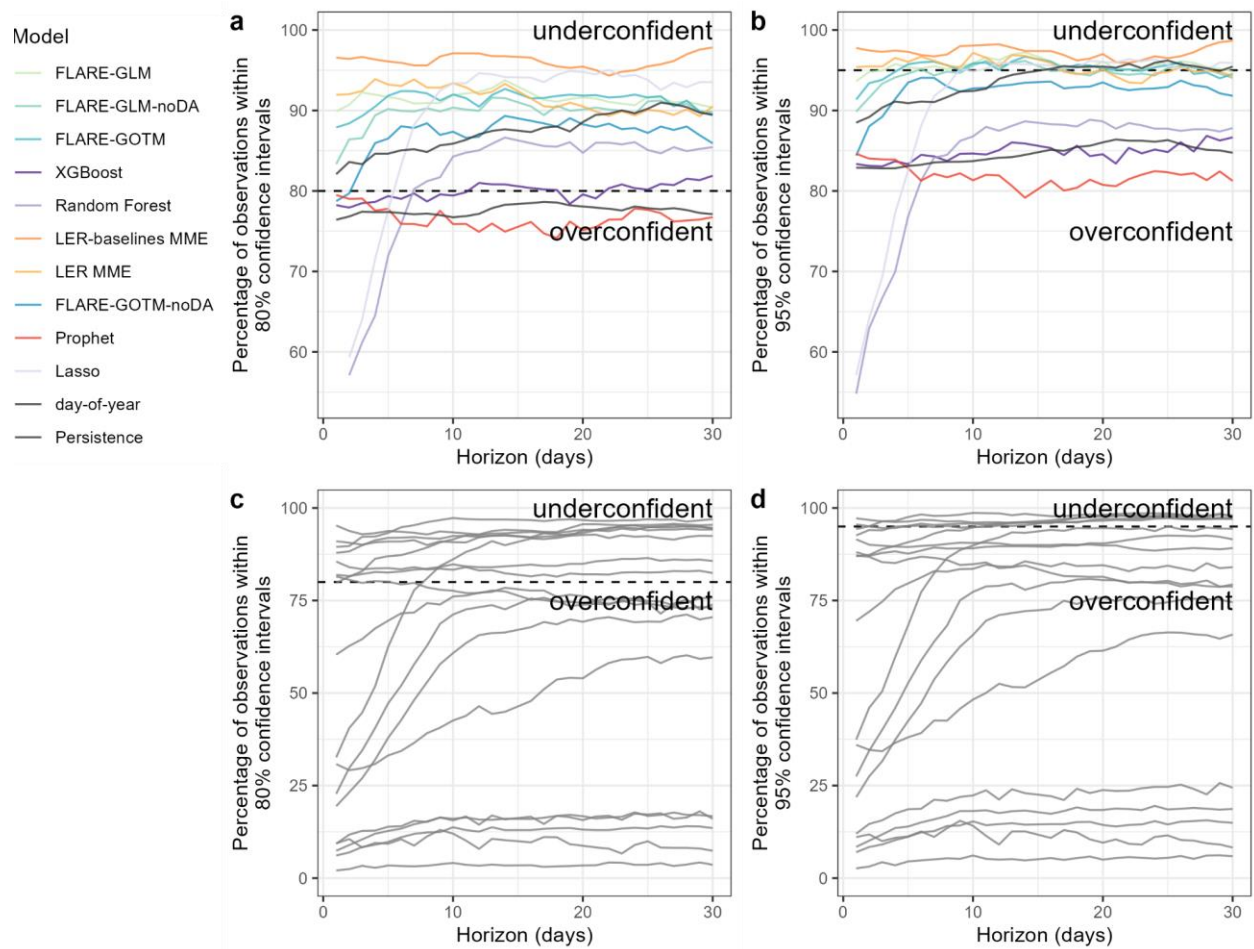 Model
FLARE-GLM
FLARE-GLM-noDA
FLARE-GOTM
XGBoost
Random Forest
LER-baselines MME
LER MME
FLARE-GOTM-noDA
Prophet
Lasso
day-of-year
Persistence
a
underconfident
overconfident
Percentage of observations within
80% confidence intervals
100
90
80
70
60
0
10
20
30
Horizon (days)
b
underconfident
overconfident
Percentage of observations within
95% confidence intervals
100
90
80
70
60
0
10
20
30
Horizon (days)
c
underconfident
overconfident
Percentage of observations within
80% confidence intervals
100
75
50
25
0
0
10
20
30
Horizon (days)
d
underconfident
overconfident
Percentage of observations within
95% confidence intervals
100
75
50
25
0
0
10
20
30
Horizon (days)